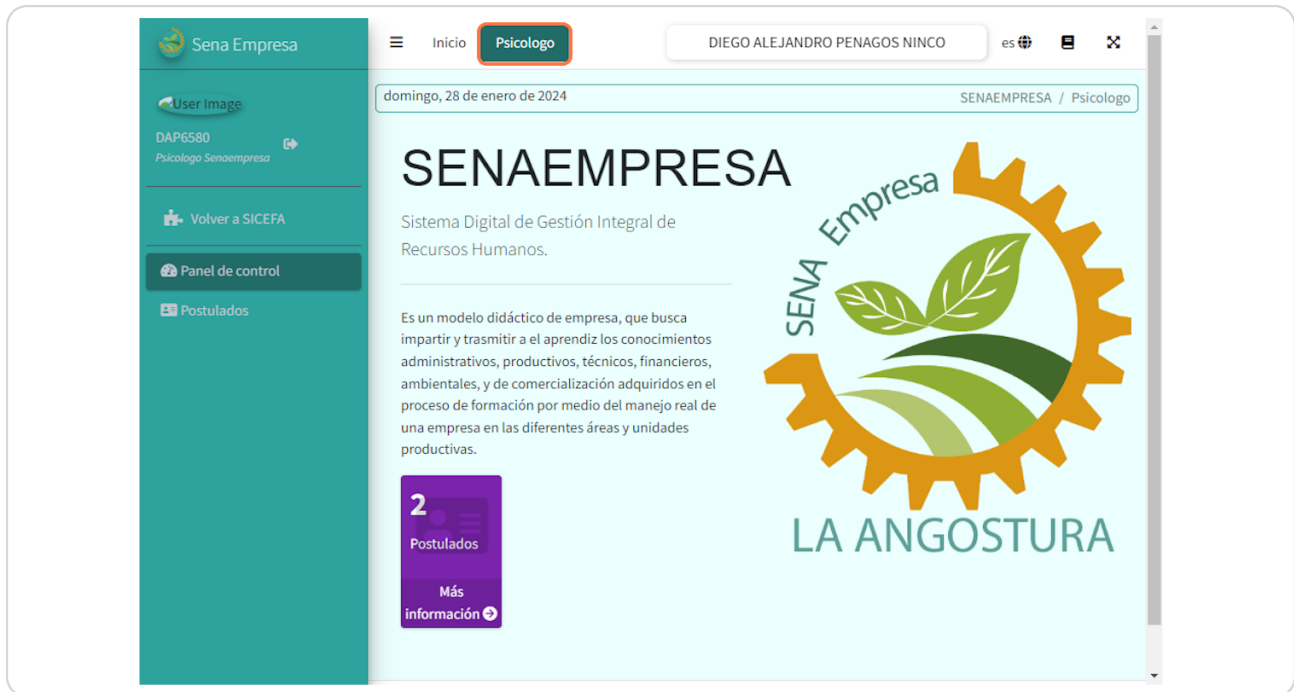 Sena Empresa
Inicio
Psicologo
DIEGO ALEJANDRO PENAGOS NINCO
es
User Image
DAP6580
Psicologo Senaempresa
Volver a SICEFA
Panel de control
Postulados
domingo, 28 de enero de 2024
SENAEMPRESA / Psicologo
SENAEMPRESA
Sistema Digital de Gestión Integral de
Recursos Humanos.
Es un modelo didáctico de empresa, que busca
impartir y trasmitir a el aprendiz los conocimientos
administrativos, productivos, técnicos, financieros,
ambientales, y de comercialización adquiridos en el
proceso de formación por medio del manejo real de
una empresa en las diferentes áreas y unidades
productivas.
2
Postulados
Más
información
SENA Empresa
LA ANGOSTURA